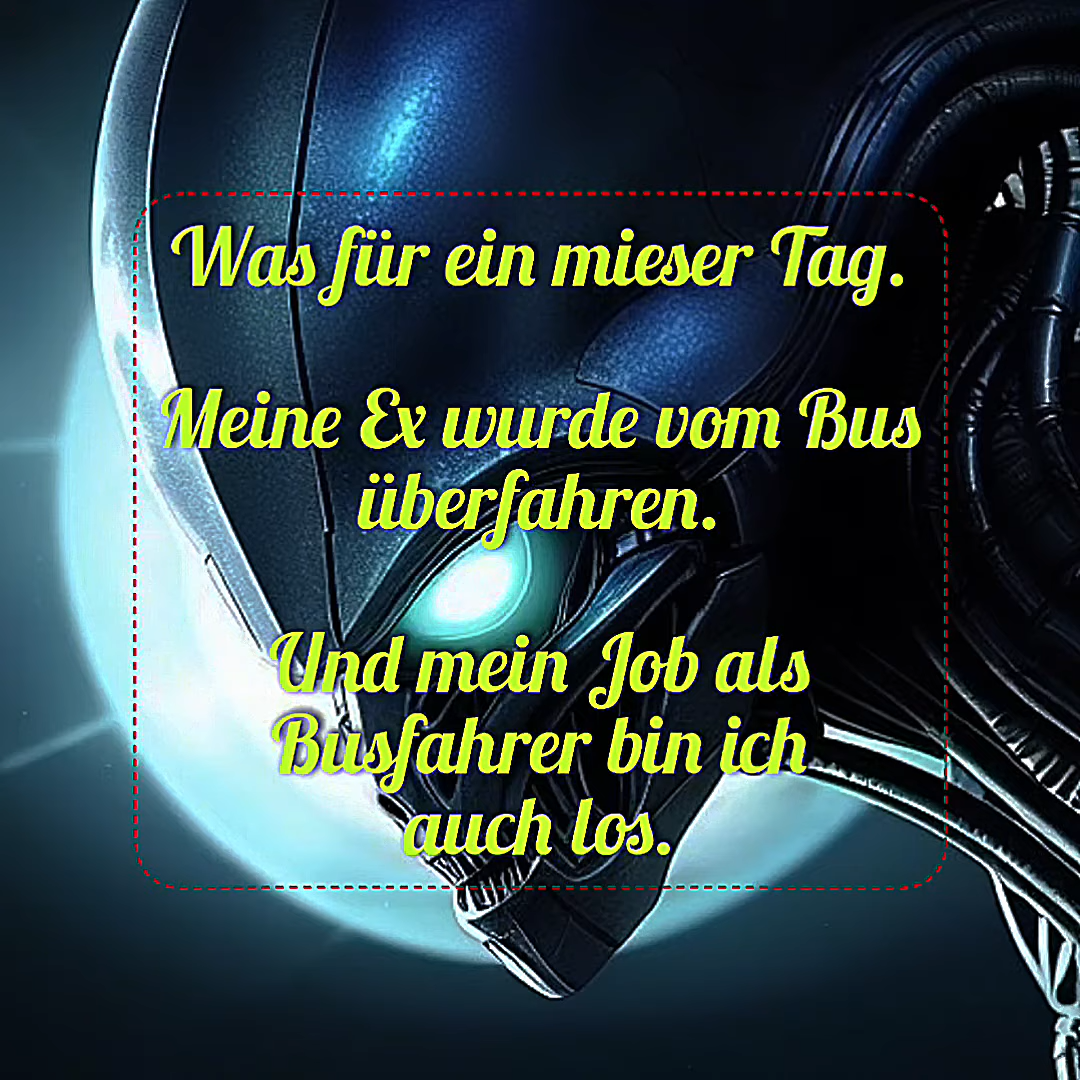 Was für ein mieser Tag.
Meine Ex wurde vom Bus
überfahren.
Und mein Job als
Busfahrer bin ich
auch los.